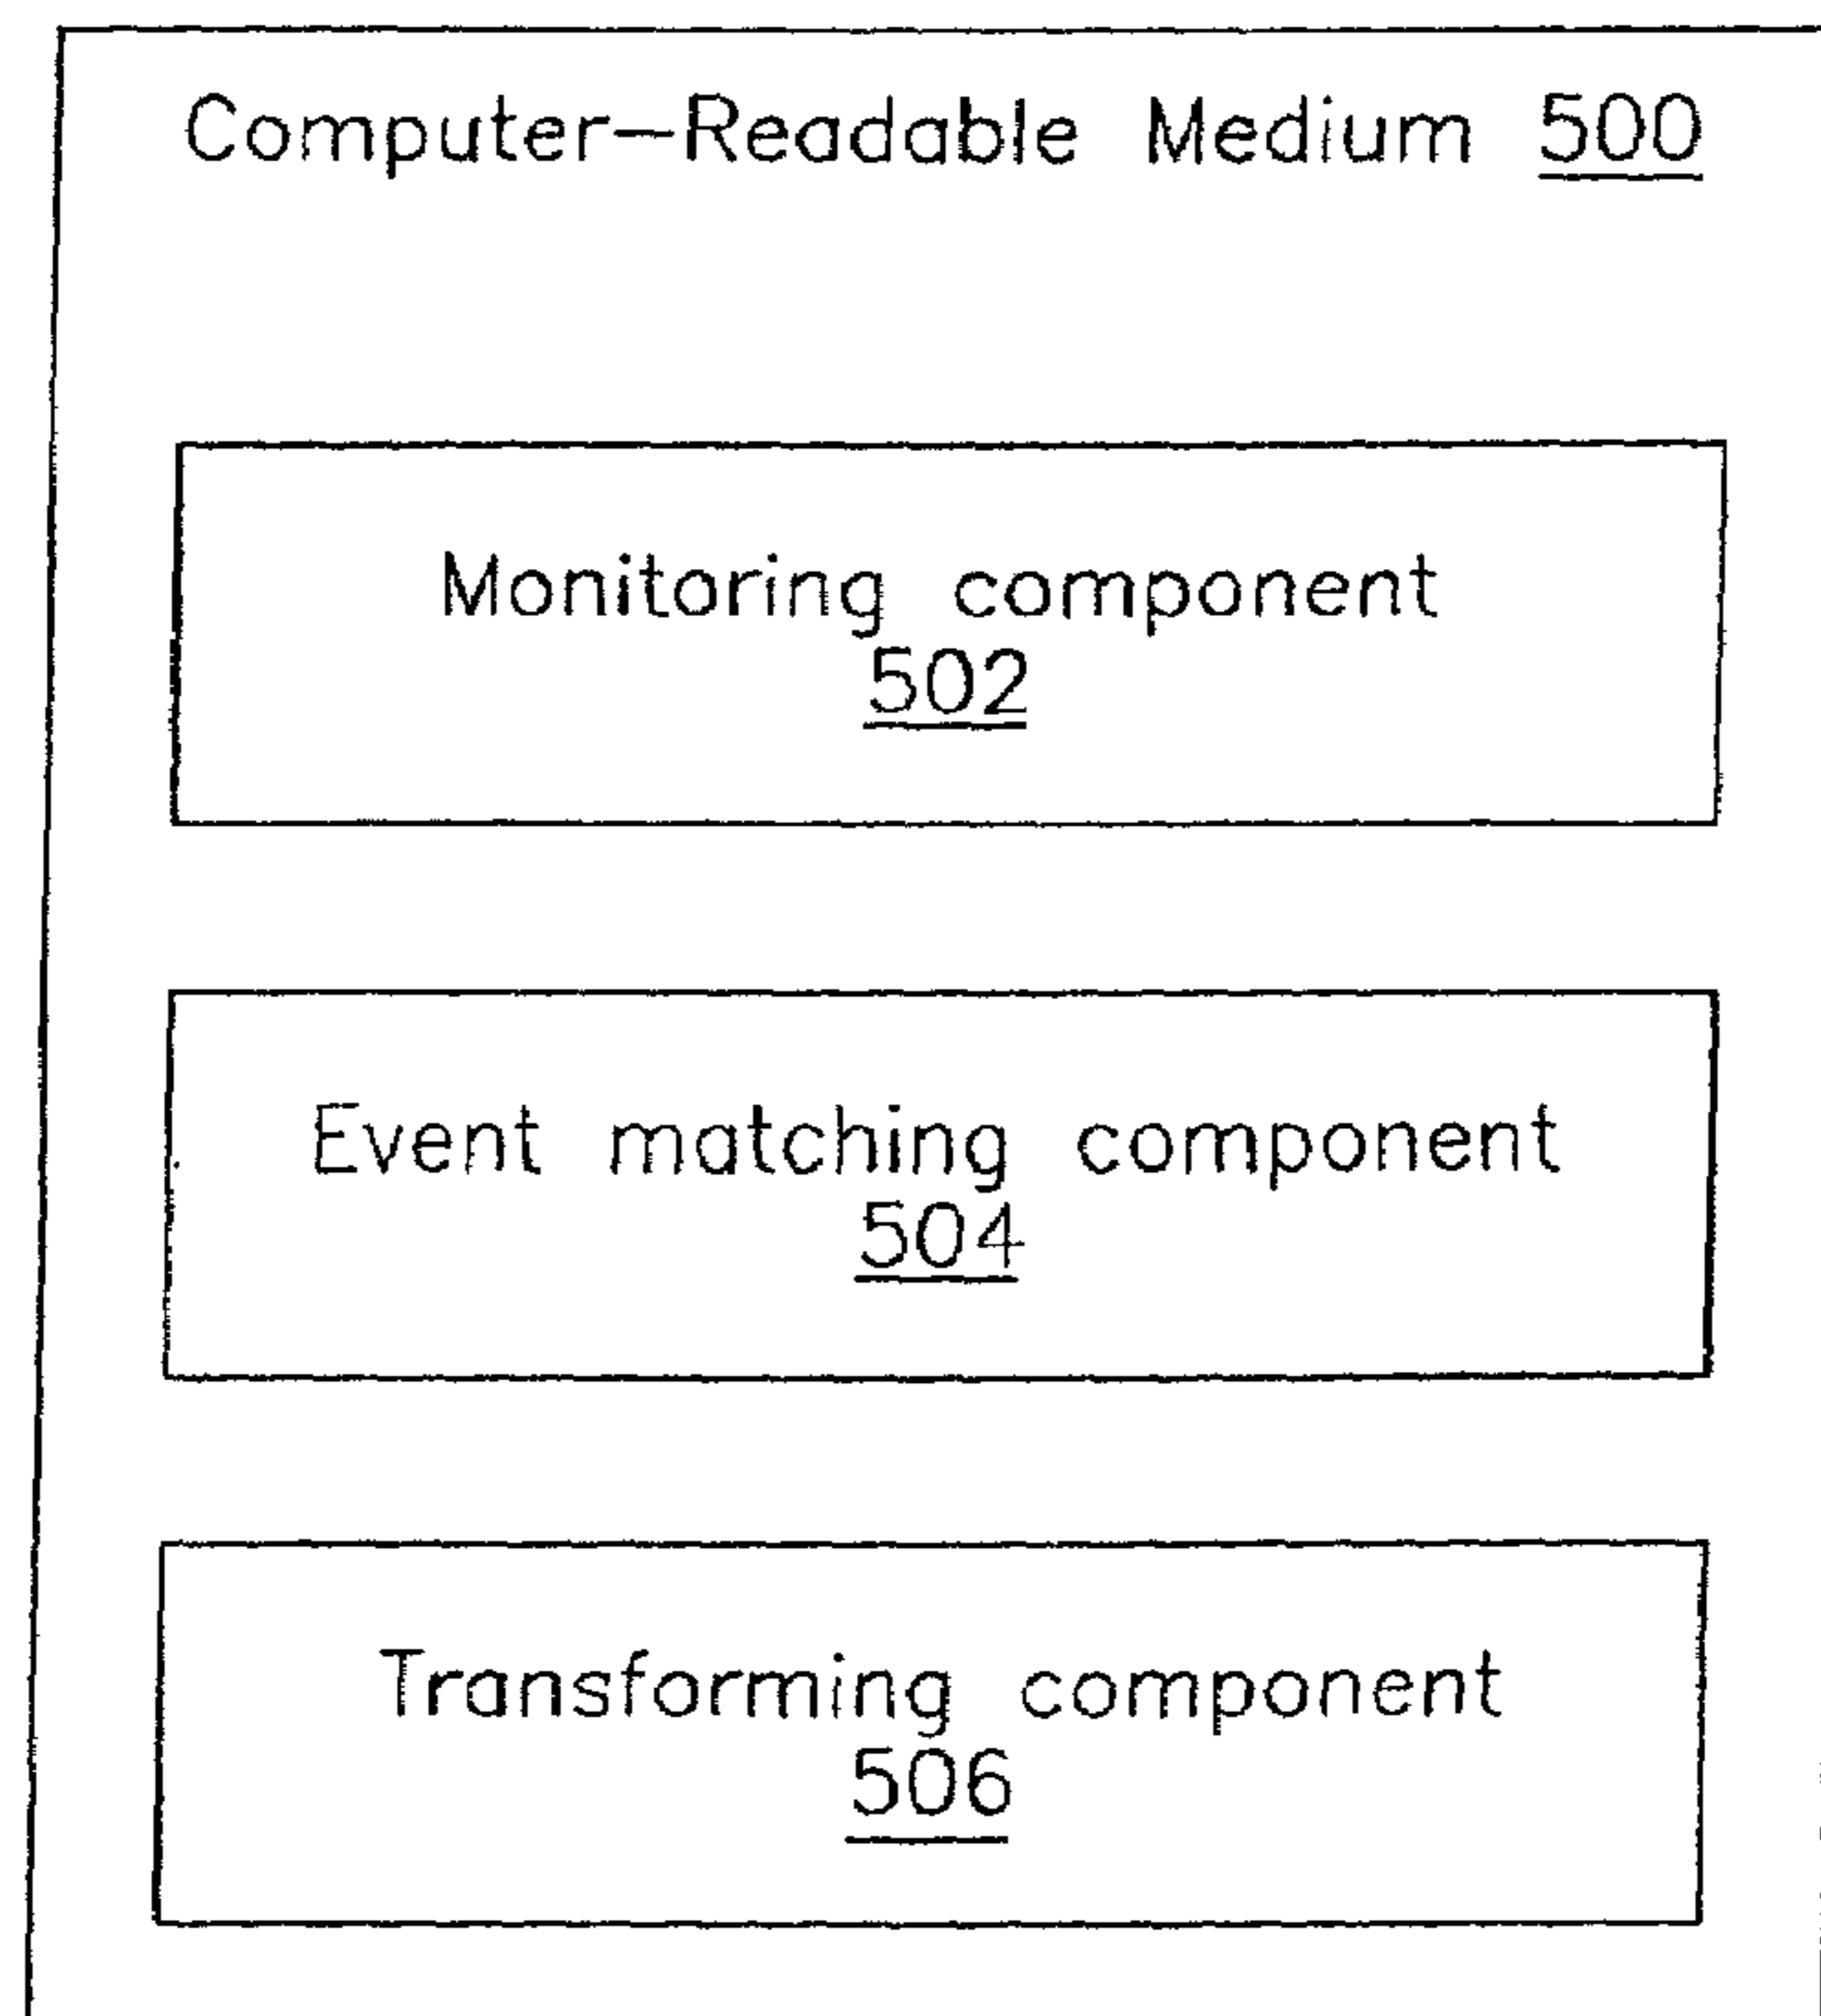 Computer-Readable Medium 500
Monitoring component
502
Event matching component
504
Transforming component
506